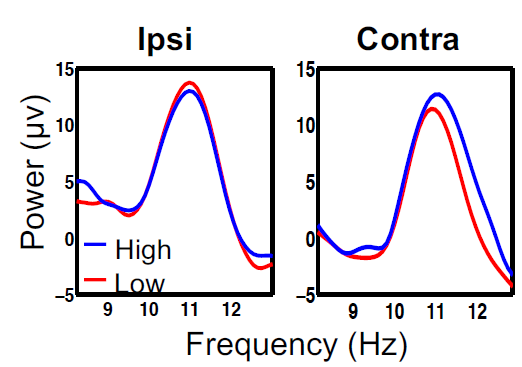 Ipsi
Contra
Power (μv)
15
10
5
0
−5
High
Low
9 10 11 12
15
10
5
0
−5
9 10 11 12
Frequency (Hz)